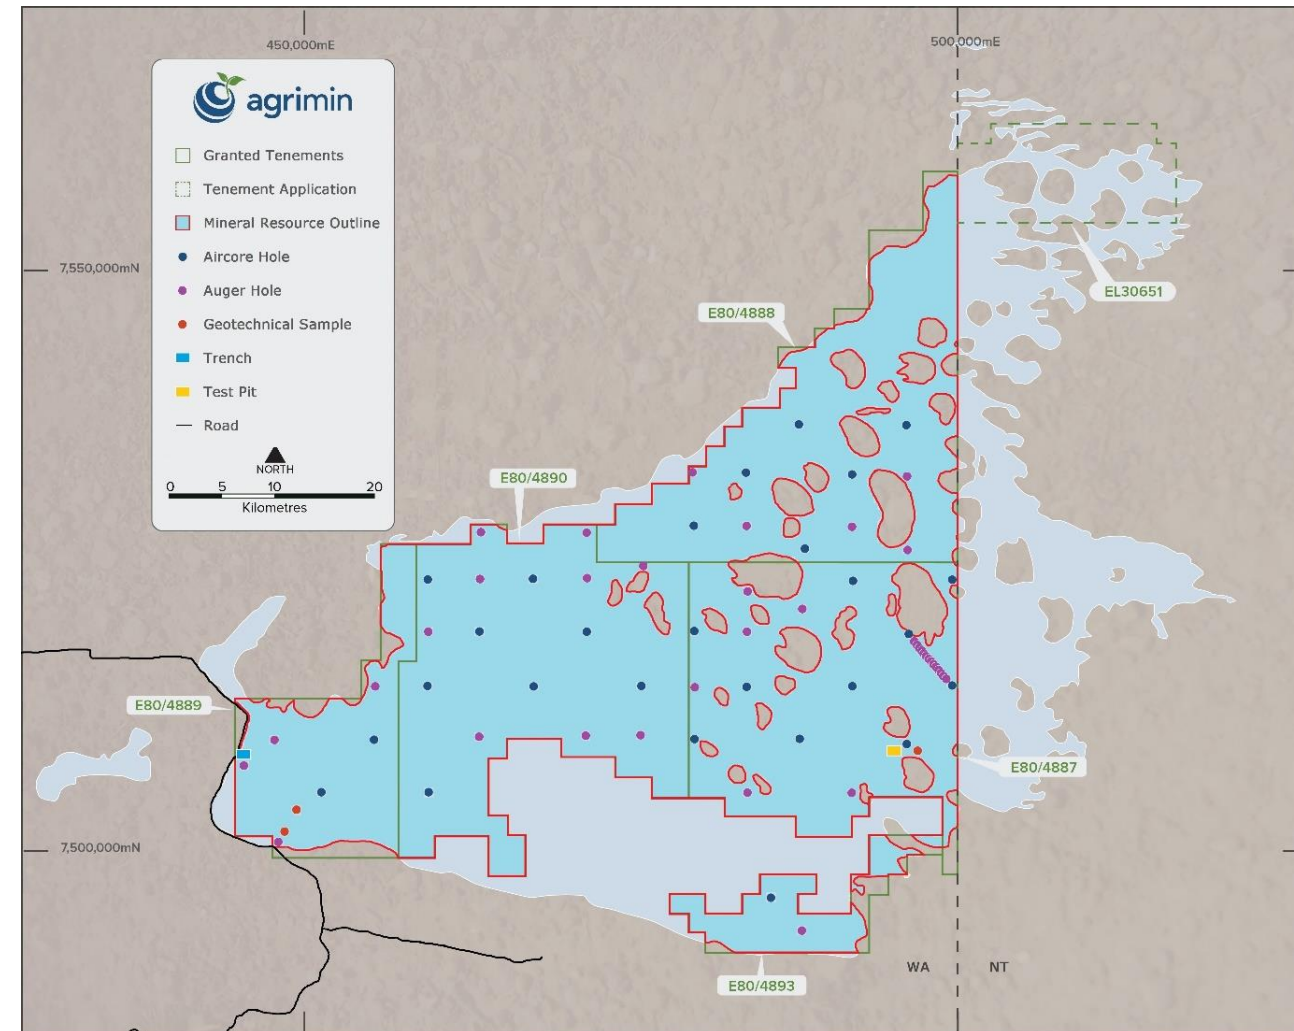 450,000mE
500,000mE
agrimin
Granted Tenements
Tenement Application
Mineral Resource Outline
Aircore Hole
Auger Hole
Geotechnical Sample
Trench
Test Pit
Road
NORTH
0 5 10 20
Kilometres
7,550,000mN
EL30651
E80/4888
E80/4890
E80/4889
E80/4887
7,500,000mN
WA NT
E80/4893